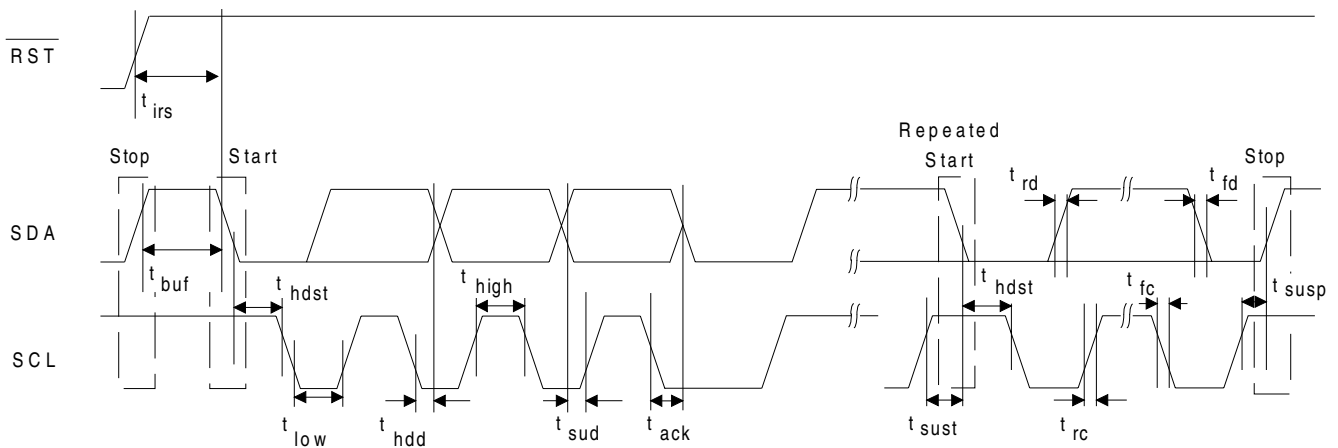 RST
t irs
Repeated
Stop Start Start Stop
t rd t fd
SDA
t buf t hdst t high t hdst t fc t susp
SCL
t low t hdd t sud t ack t sust t rc